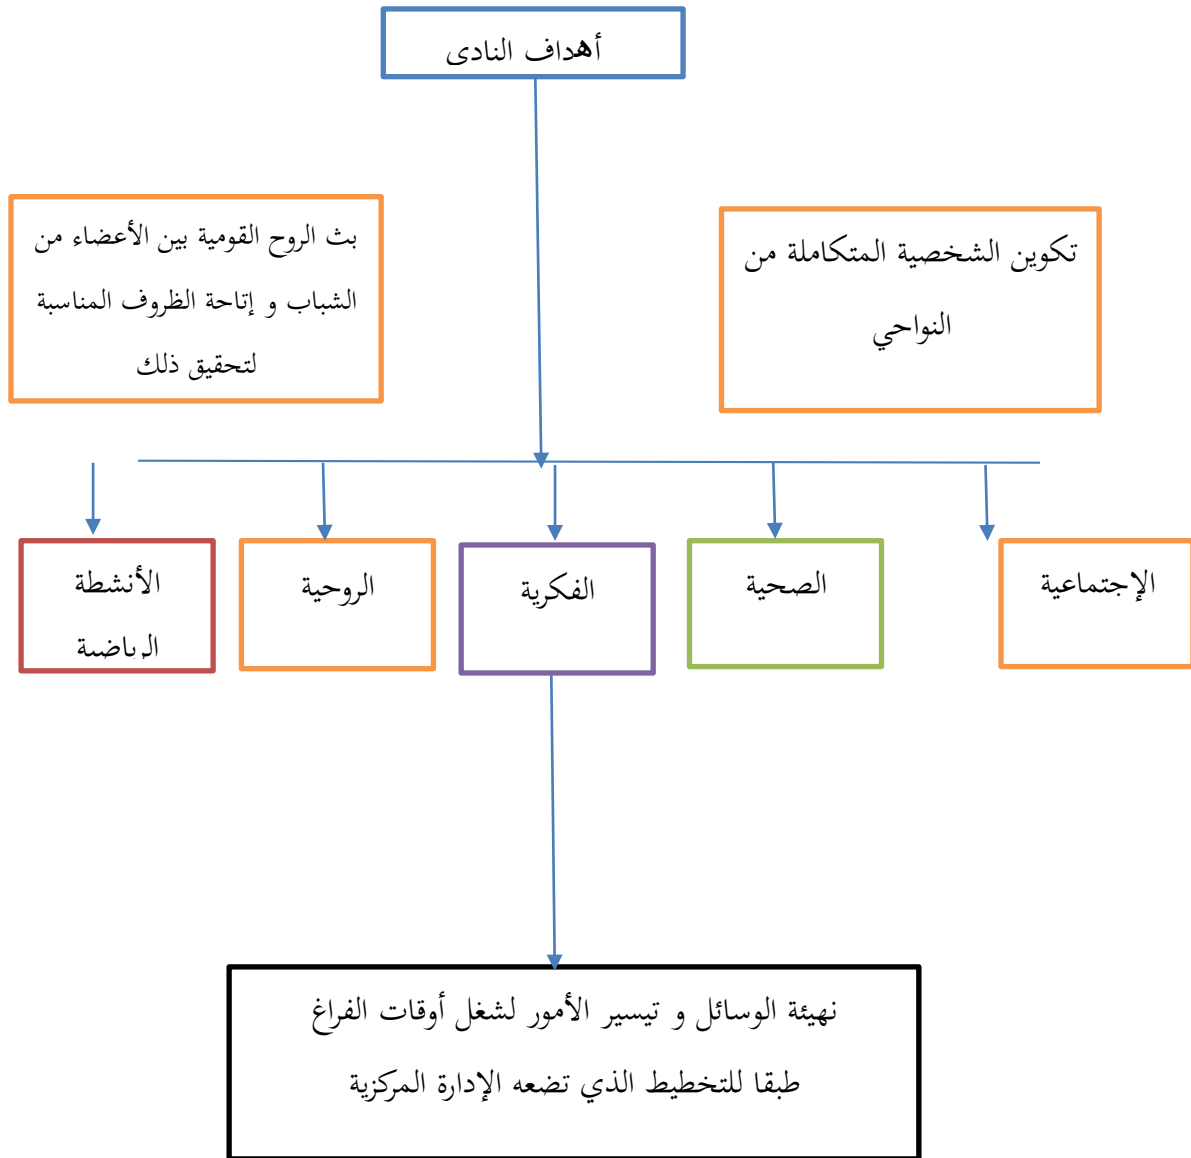 أهداف النادى
تكوين الشخصية المتكاملة من
النواحي
بث الروح القومية بين الأعضاء من
الشباب و إتاحة الظروف المناسبة
لتحقيق ذلك
الإجتماعية
الصحية
الفكرية
الروحية
الأنشطة
الرياضية
نهيئة الوسائل و تيسير الأمور لشغل أوقات الفراغ
طبقا للتخطيط الذي تضعه الإدارة المركزية